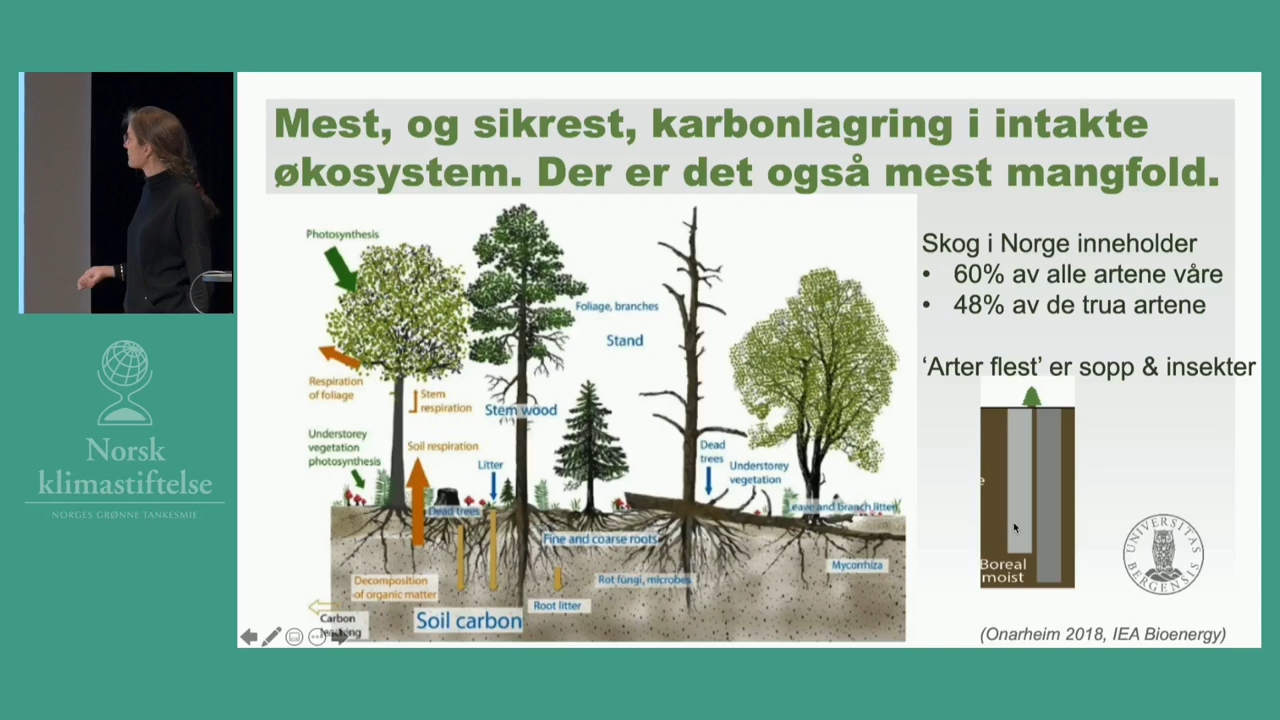 Mest, og sikrest, karbonlagring i intakte
økosystem. Der er det også mest mangfold.
Photosynthesis
Respiration
of foliage
Stem
respiration
Understorey
vegetation
photosynthesis
Soil respiration
Litter
Stem wood
Foliage, branches
Stand
Dead
trees
Understorey
vegetation
Dead trees
Leave and branch litter
Fine and coarse roots
Mycorrhiza
Decomposition
of organic matter
Rot fungi, microbes
Root litter
Carbon
leaching
Soil carbon
Skog i Norge inneholder
• 60% av alle artene våre
• 48% av de trua artene
‘Arter flest’ er sopp & insekter
e
Boreal
moist
UNIVERSITAS
BERGENSIS
(Onarheim 2018, IEA Bioenergy)
Norsk
klimastiftelse
NORGES GRØNNE TANKESMIE